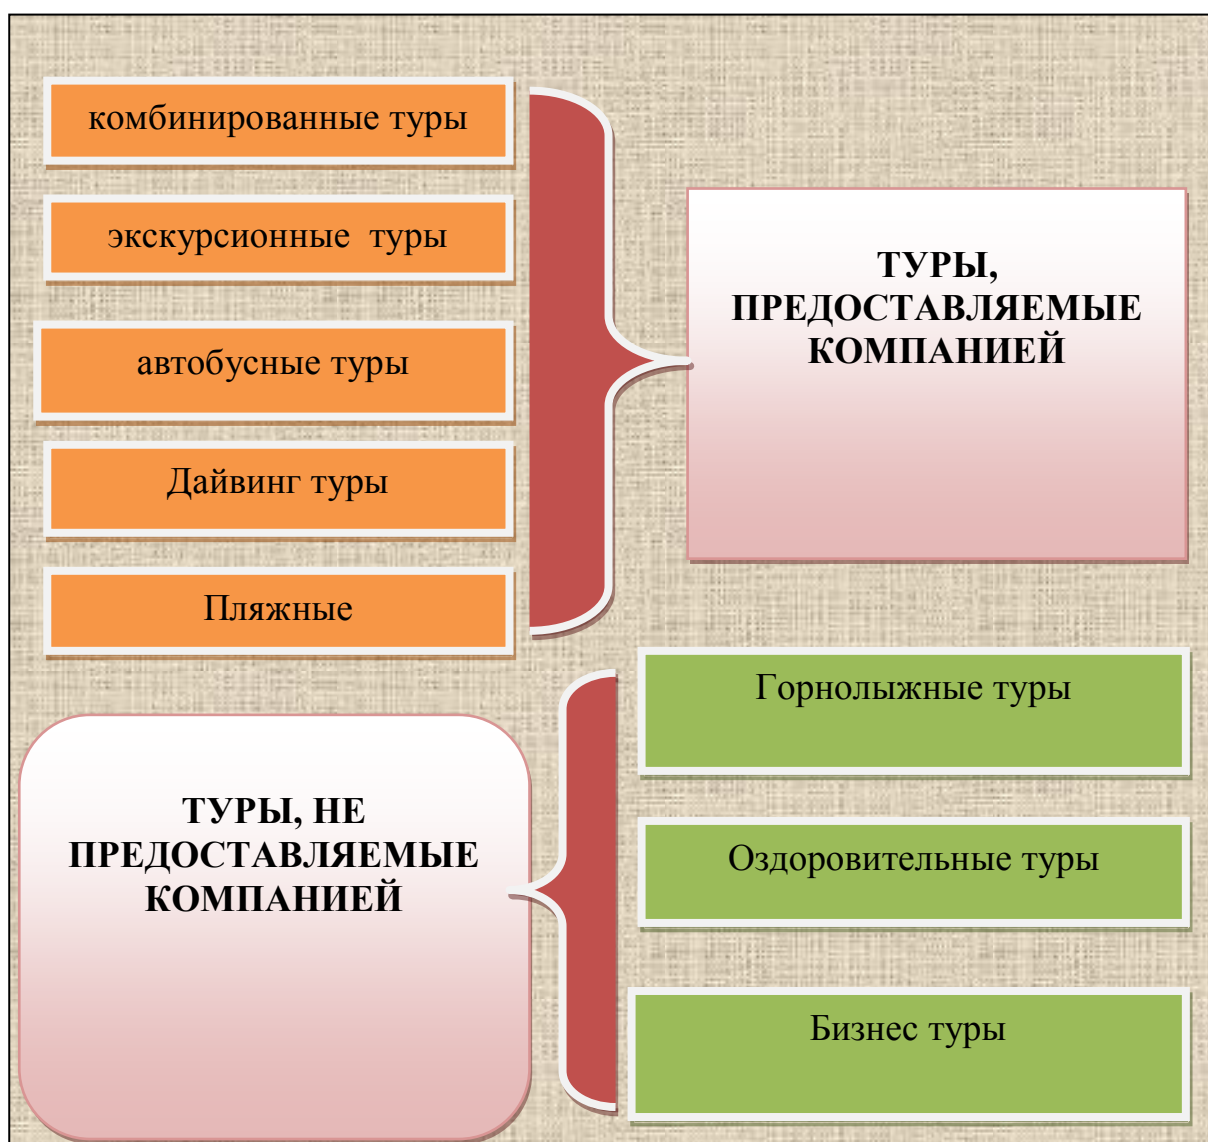 комбинированные туры
экскурсионные  туры
автобусные туры
Дайвинг туры
Пляжные
ТУРЫ,
ПРЕДОСТАВЛЯЕМЫЕ
КОМПАНИЕЙ
ТУРЫ, НЕ
ПРЕДОСТАВЛЯЕМЫЕ
КОМПАНИЕЙ
Горнолыжные туры
Оздоровительные туры
Бизнес туры